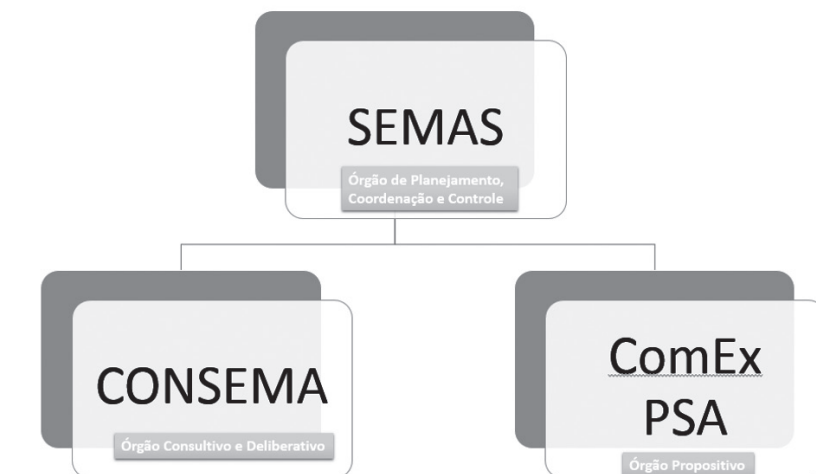 SEMAS
Órgão de Planejamento,
Coordenação e Controle
CONSEMA
Órgão Consultivo e Deliberativo
ComEx
PSA
Órgão Propositivo